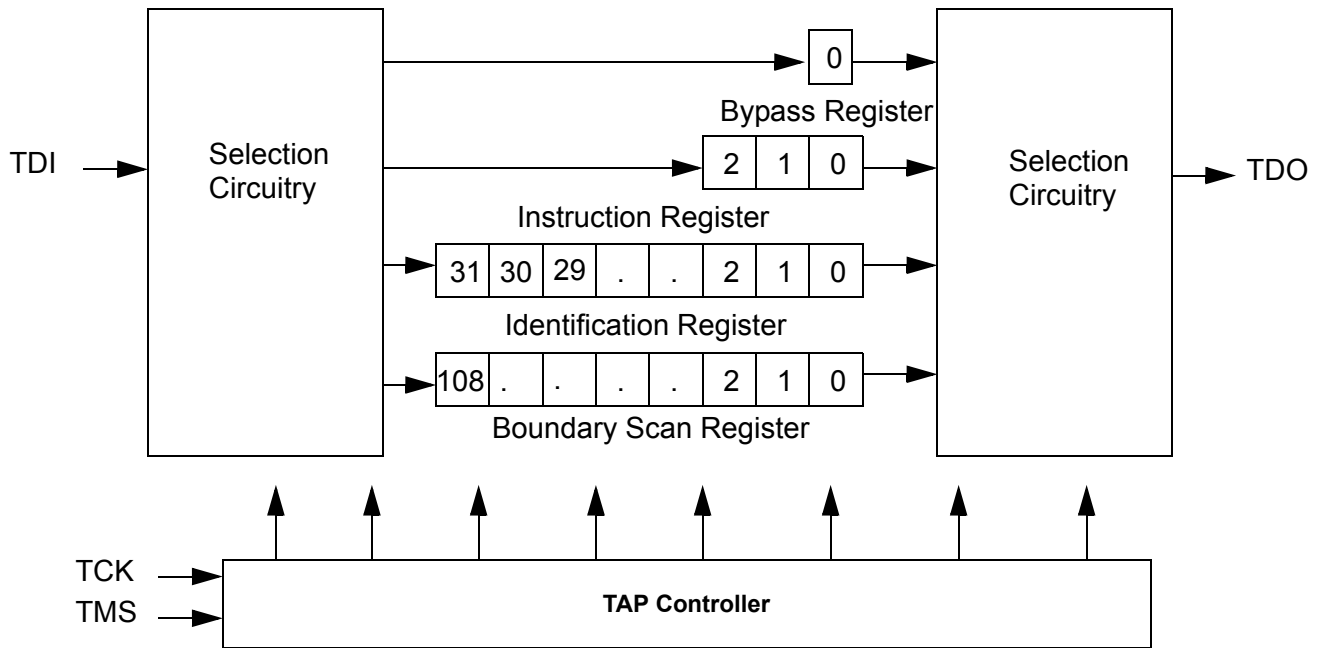 0
Bypass Register
TDI
Selection
Circuitry
2 1 0
Selection
Circuitry
TDO
Instruction Register
31 30 29 . . 2 1 0
Identification Register
108 . . . . 2 1 0
Boundary Scan Register
TCK
TMS
TAP Controller